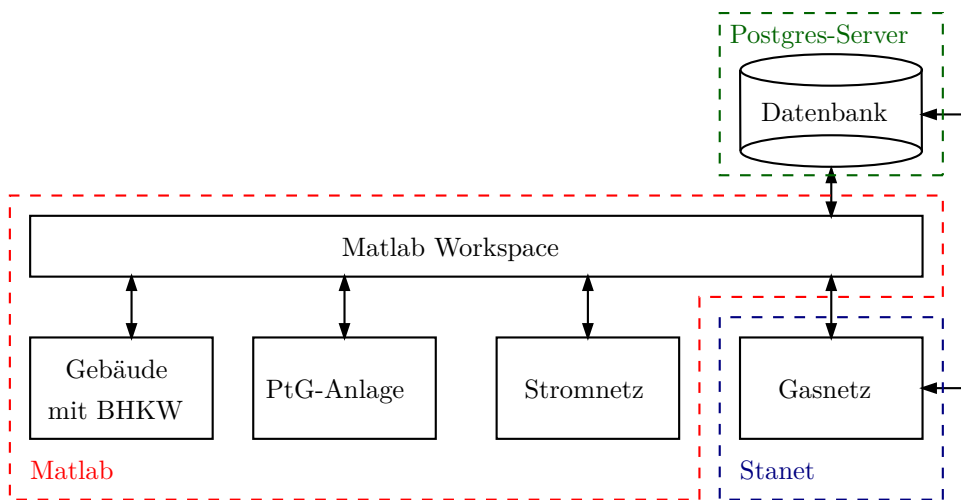 Postgres-Server
Datenbank
Matlab Workspace
Gebäude
mit BHKW
PtG-Anlage
Stromnetz
Gasnetz
Matlab
Stanet